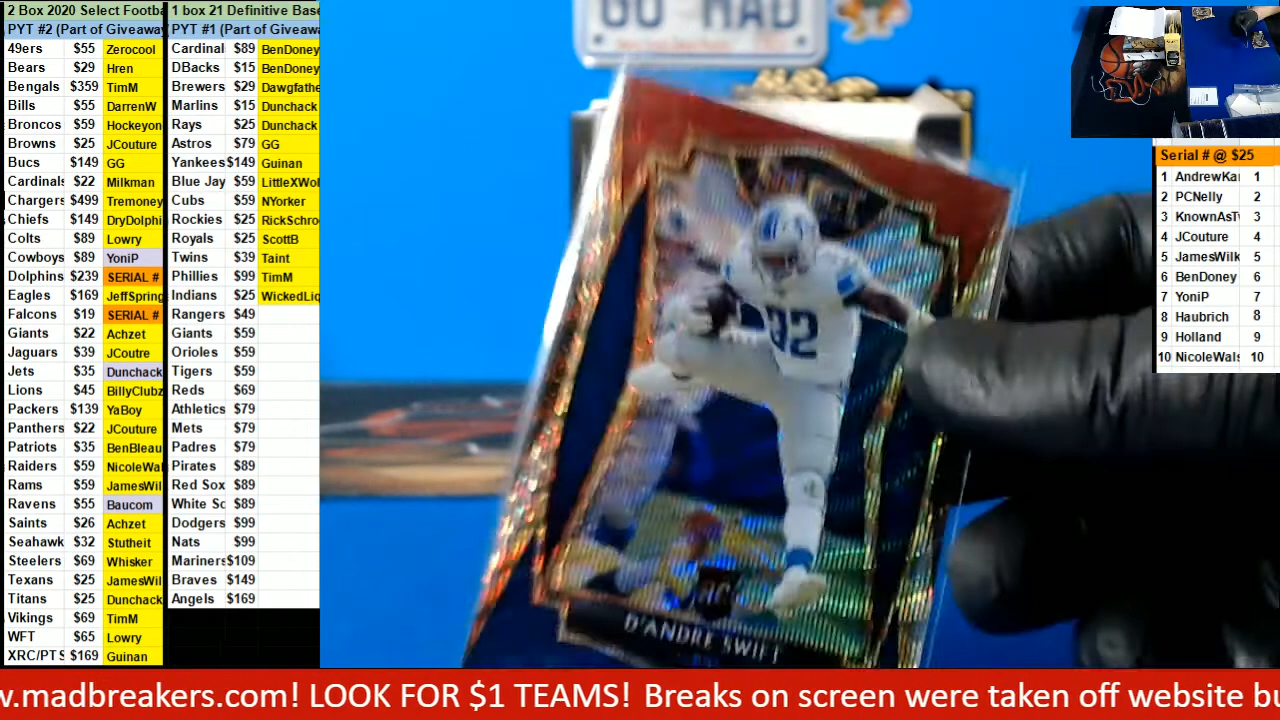 2 Box 2020 Select Footba
PYT #2 (Part of Giveaway
49ers $55 Zerocool
Bears $29 Hren
Bengals $359 TimM
Bills $55 DarrenW
Broncos $59 Hockeyon
Browns $25 JCouture
Bucs $149 GG
Cardinals $22 Milkman
Chargers $499 Tremoney
Chiefs $149 DryDolphi
Colts $89 Lowry
Cowboys $89 YoniP
Dolphins $239 SERIAL #
Eagles $169 JeffSpring
Falcons $19 SERIAL #
Giants $22 Achzet
Jaguars $39 JCoutre
Jets $35 Dunchack
Lions $45 BillyClubz
Packers $139 YaBoy
Panthers $22 JCouture
Patriots $35 BenBleau
Raiders $59 NicoleWal
Rams $59 JamesWil
Ravens $55 Baucom
Saints $26 Achzet
Seahawk $32 Stutheit
Steelers $69 Whisker
Texans $25 JamesWil
Titans $25 Dunchack
Vikings $69 TimM
WFT $65 Lowry
XRC/PTS $169 Guinan
1 box 21 Definitive Base
PYT #1 (Part of Giveawa
Cardinal $89 BenDoney
DBacks $15 BenDoney
Brewers $29 Dawgfathe
Marlins $15 Dunchack
Rays $25 Dunchack
Astros $79 GG
Yankees $149 Guinan
Blue Jay $59 LittleXWol
Cubs $59 NYorker
Rockies $25 RickSchro
Royals $25 ScottB
Twins $39 Taint
Phillies $99 TimM
Indians $25 WickedLiq
Rangers $49
Giants $59
Orioles $59
Tigers $59
Reds $69
Athletics $79
Mets $79
Padres $79
Pirates $89
Red Sox $89
White So $89
Dodgers $99
Nats $99
Mariners $109
Braves $149
Angels $169
GO MAD
32
RC
D'ANDRE SWIFT
Serial # @ $25
1 AndrewKai 1
2 PCNelly 2
3 KnownAsTv 3
4 JCouture 4
5 JamesWilk 5
6 BenDoney 6
7 YoniP 7
8 Haubrich 8
9 Holland 9
10 NicoleWals 10
w.madbreakers.com! LOOK FOR $1 TEAMS! Breaks on screen were taken off website bu